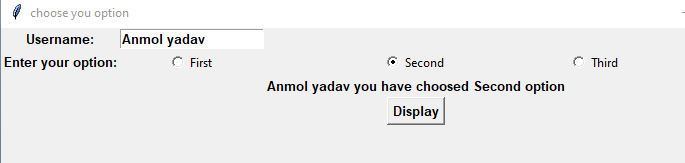 choose you option
Username: Anmol yadav
Enter your option: First Second Third
Anmol yadav you have choosed Second option
Display